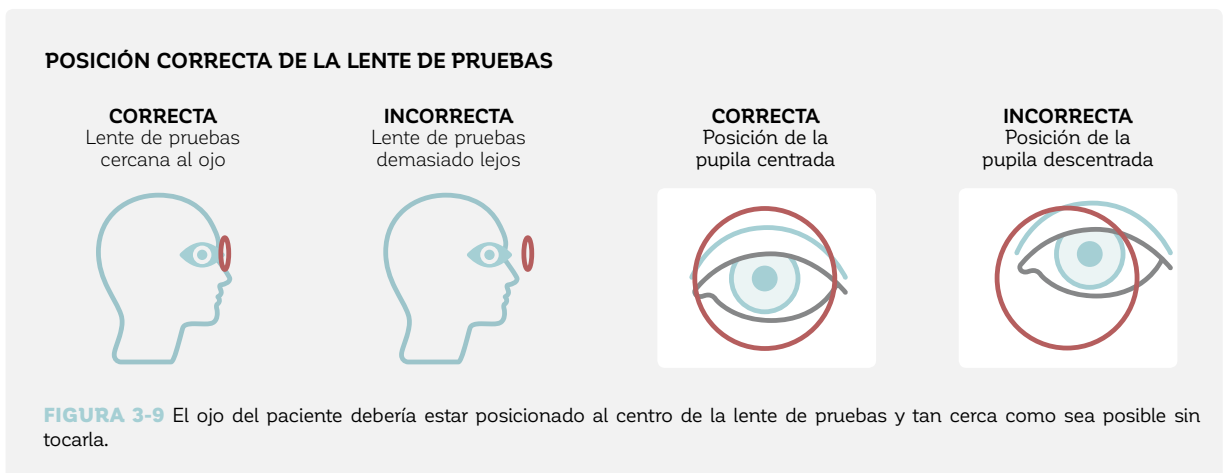 POSICIÓN CORRECTA DE LA LENTE DE PRUEBAS
CORRECTA
Lente de pruebas
cercana al ojo
INCORRECTA
Lente de pruebas
demasiado lejos
CORRECTA
Posición de la
pupila centrada
INCORRECTA
Posición de la
pupila descentrada
FIGURA 3-9 El ojo del paciente debería estar posicionado al centro de la lente de pruebas y tan cerca como sea posible sin
tocarla.